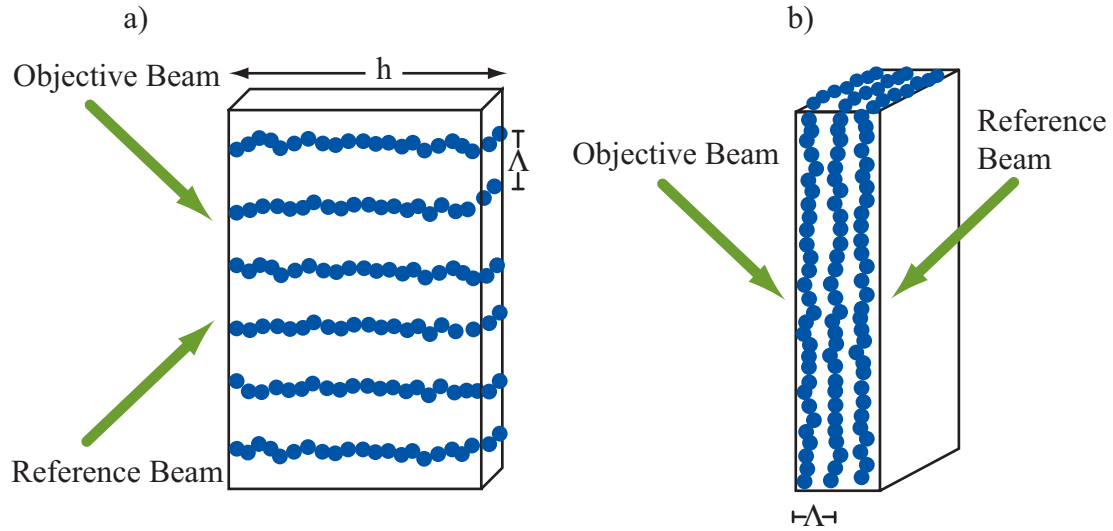 a)
h
Objective Beam
Λ
Reference Beam
b)
Objective Beam
Reference
Beam
Λ